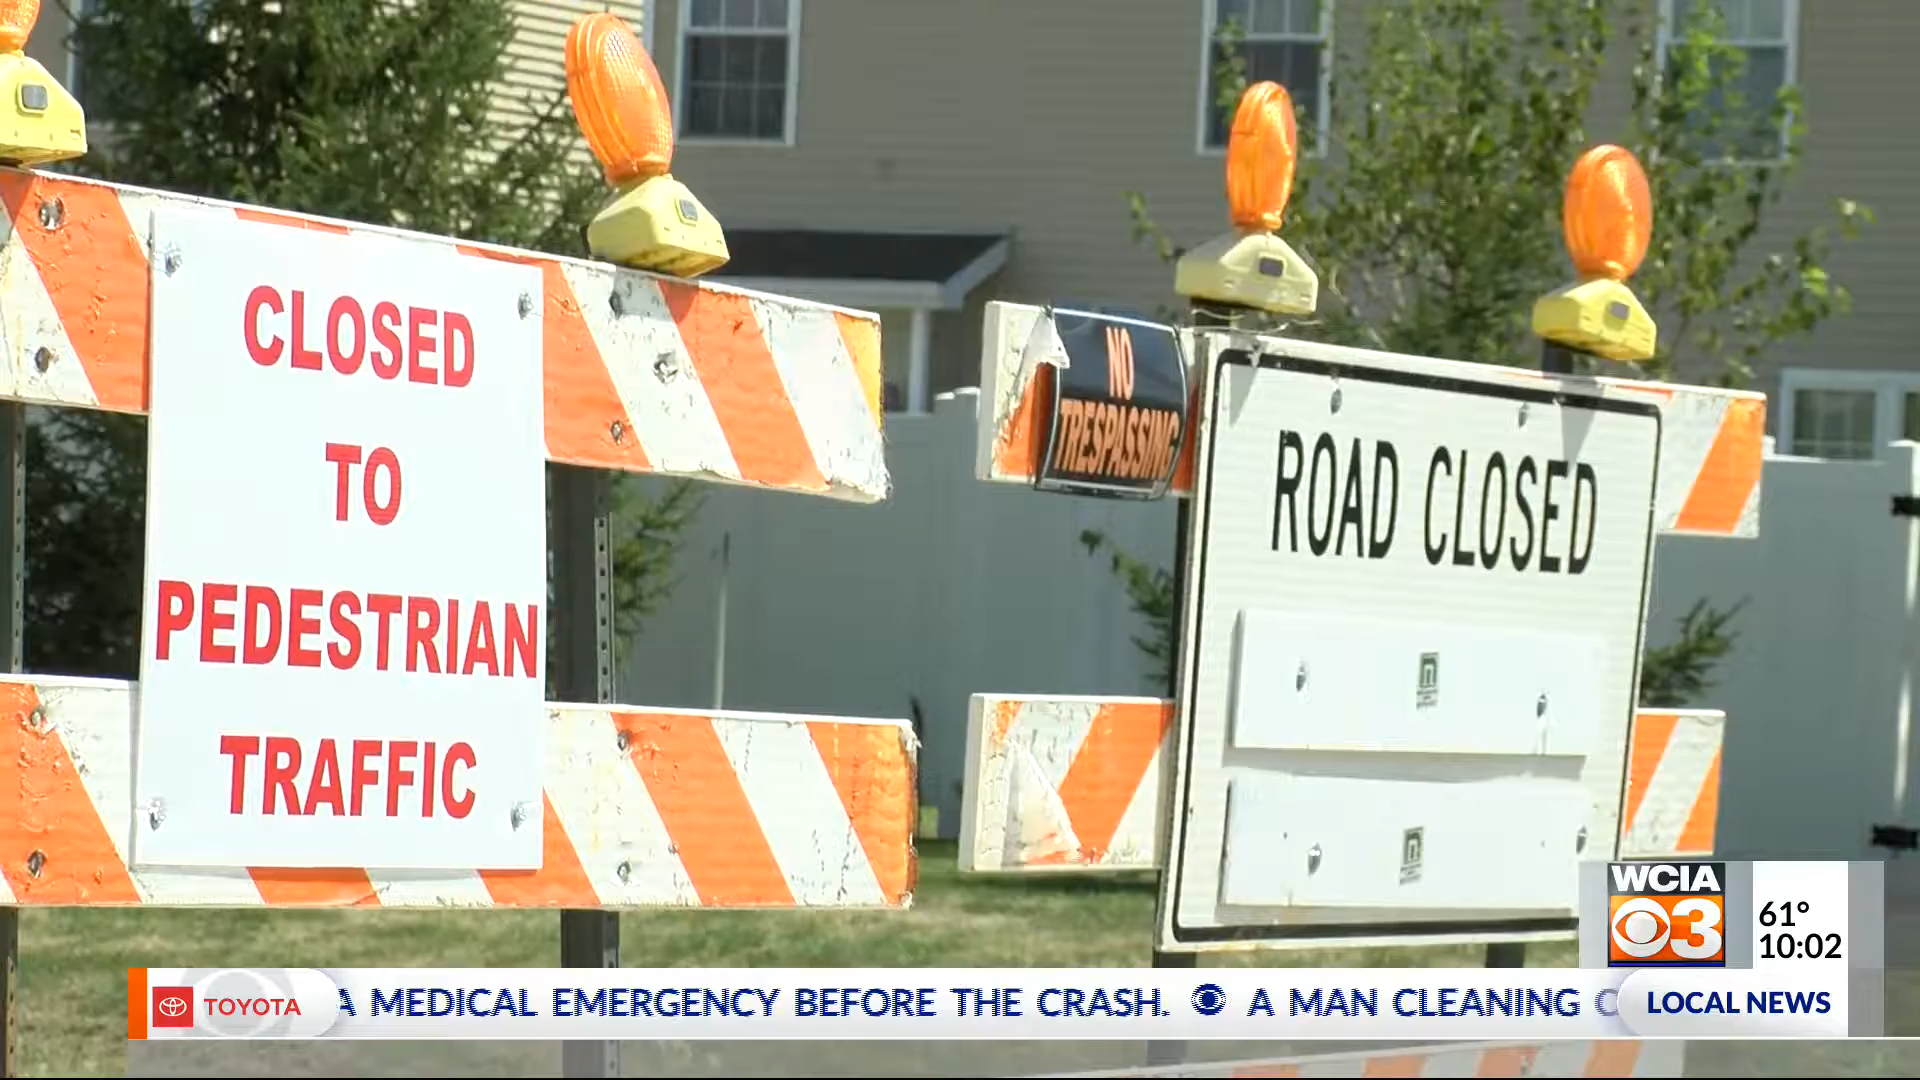 CLOSED
TO
PEDESTRIAN
TRAFFIC
NO
TRESPASSING
ROAD CLOSED
WCIA
3
61°
10:02
TOYOTA
A MEDICAL EMERGENCY BEFORE THE CRASH. A MAN CLEANING
LOCAL NEWS